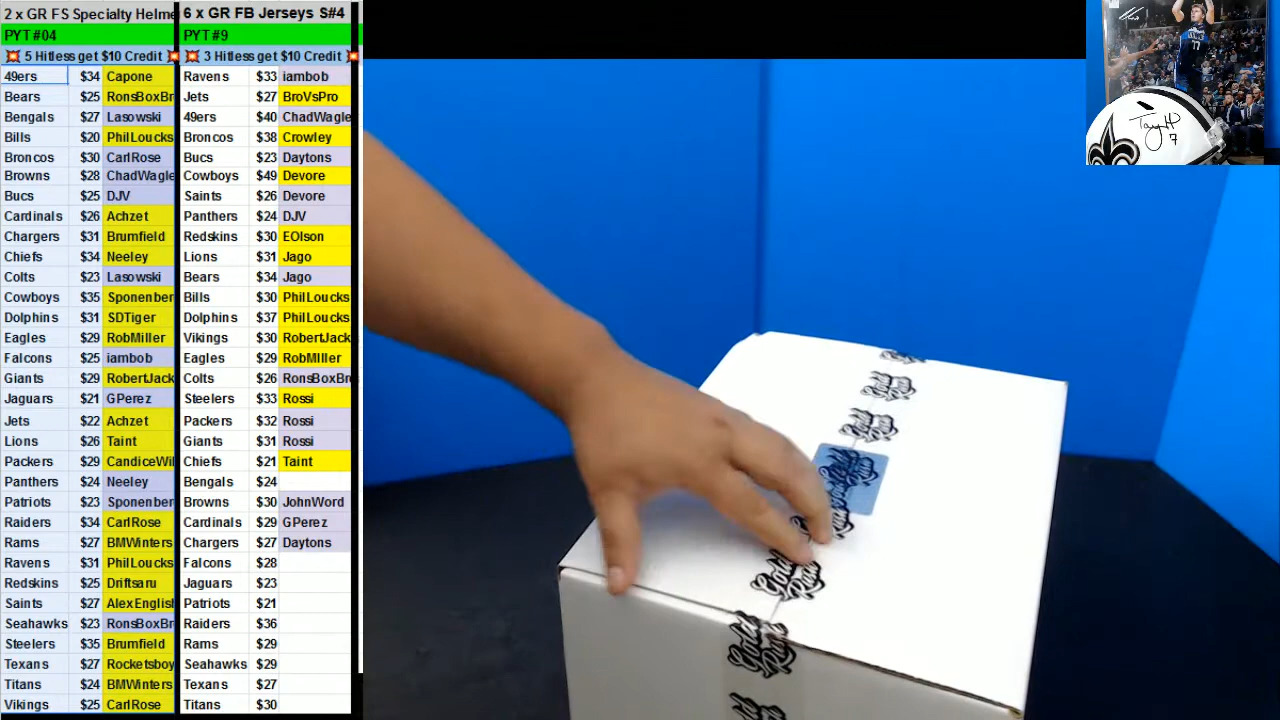 2 x GR FS Specialty Helme
PYT #04
💥 5 Hitless get $10 Credit 💥
49ers $34 Capone
Bears $25 RonsBoxBr
Bengals $27 Lasowski
Bills $20 PhilLoucks
Broncos $30 CarlRose
Browns $28 ChadWagle
Bucs $25 DJV
Cardinals $26 Achzet
Chargers $31 Brumfield
Chiefs $34 Neeley
Colts $23 Lasowski
Cowboys $35 Sponenber
Dolphins $31 SDTiger
Eagles $29 RobMiller
Falcons $25 iambob
Giants $29 RobertJack
Jaguars $21 GPerez
Jets $22 Achzet
Lions $26 Taint
Packers $29 CandiceWil
Panthers $24 Neeley
Patriots $23 Sponenber
Raiders $34 CarlRose
Rams $27 BMWinters
Ravens $31 PhilLoucks
Redskins $25 Driftsaru
Saints $27 AlexEnglish
Seahawks $23 RonsBoxBr
Steelers $35 Brumfield
Texans $27 Rocketsboy
Titans $24 BMWinters
Vikings $25 CarlRose
6 x GR FB Jerseys S#4
PYT #9
💥 3 Hitless get $10 Credit 💥
Ravens $33 iambob
Jets $27 BroVsPro
49ers $40 ChadWagle
Broncos $38 Crowley
Bucs $23 Daytons
Cowboys $49 Devore
Saints $26 Devore
Panthers $24 DJV
Redskins $30 EOlson
Lions $31 Jago
Bears $34 Jago
Bills $30 PhilLoucks
Dolphins $37 PhilLoucks
Vikings $30 RobertJack
Eagles $29 RobMIller
Colts $26 RonsBoxBr
Steelers $33 Rossi
Packers $32 Rossi
Giants $31 Rossi
Chiefs $21 Taint
Bengals $24
Browns $30 JohnWord
Cardinals $29 GPerez
Chargers $27 Daytons
Falcons $28
Jaguars $23
Patriots $21
Raiders $36
Rams $29
Seahawks $29
Texans $27
Titans $30
77
7
Gold Rush
Gold Rush